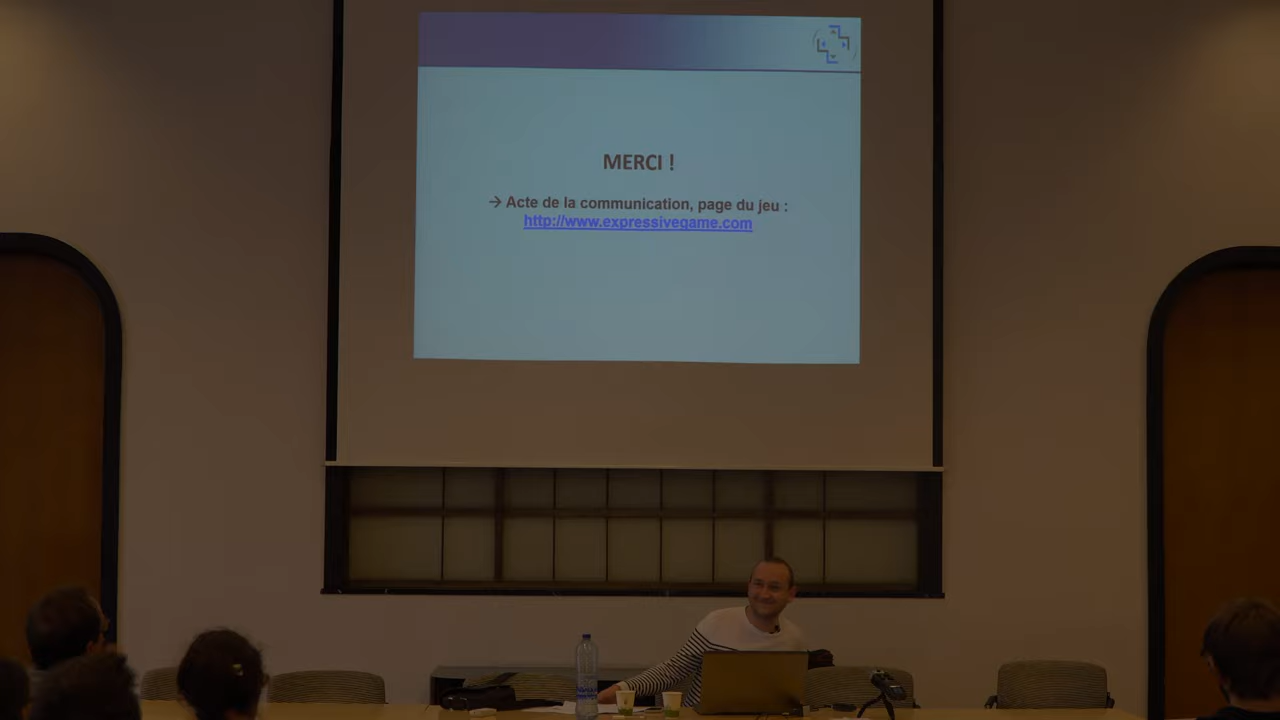 MERCI !
→ Acte de la communication, page du jeu :
http://www.expressivegame.com